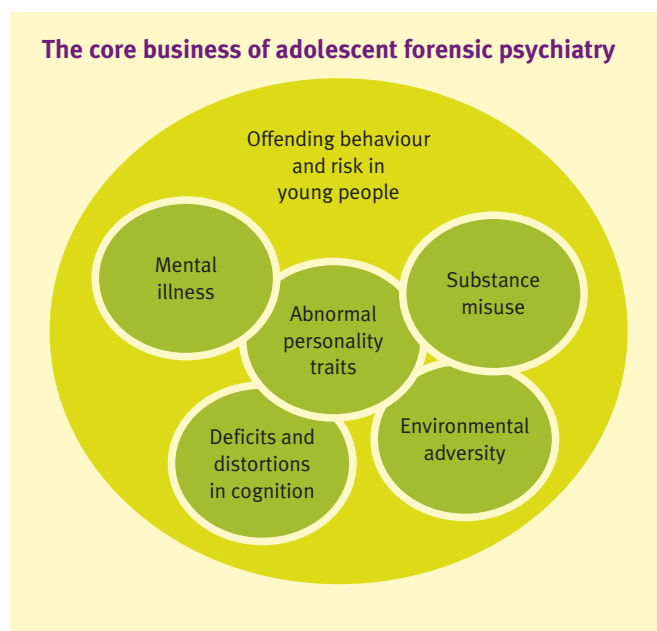 The core business of adolescent forensic psychiatry
Offending behaviour
and risk in
young people
Mental
illness
Substance
misuse
Abnormal
personality
traits
Deficits and
distortions
in cognition
Environmental
adversity